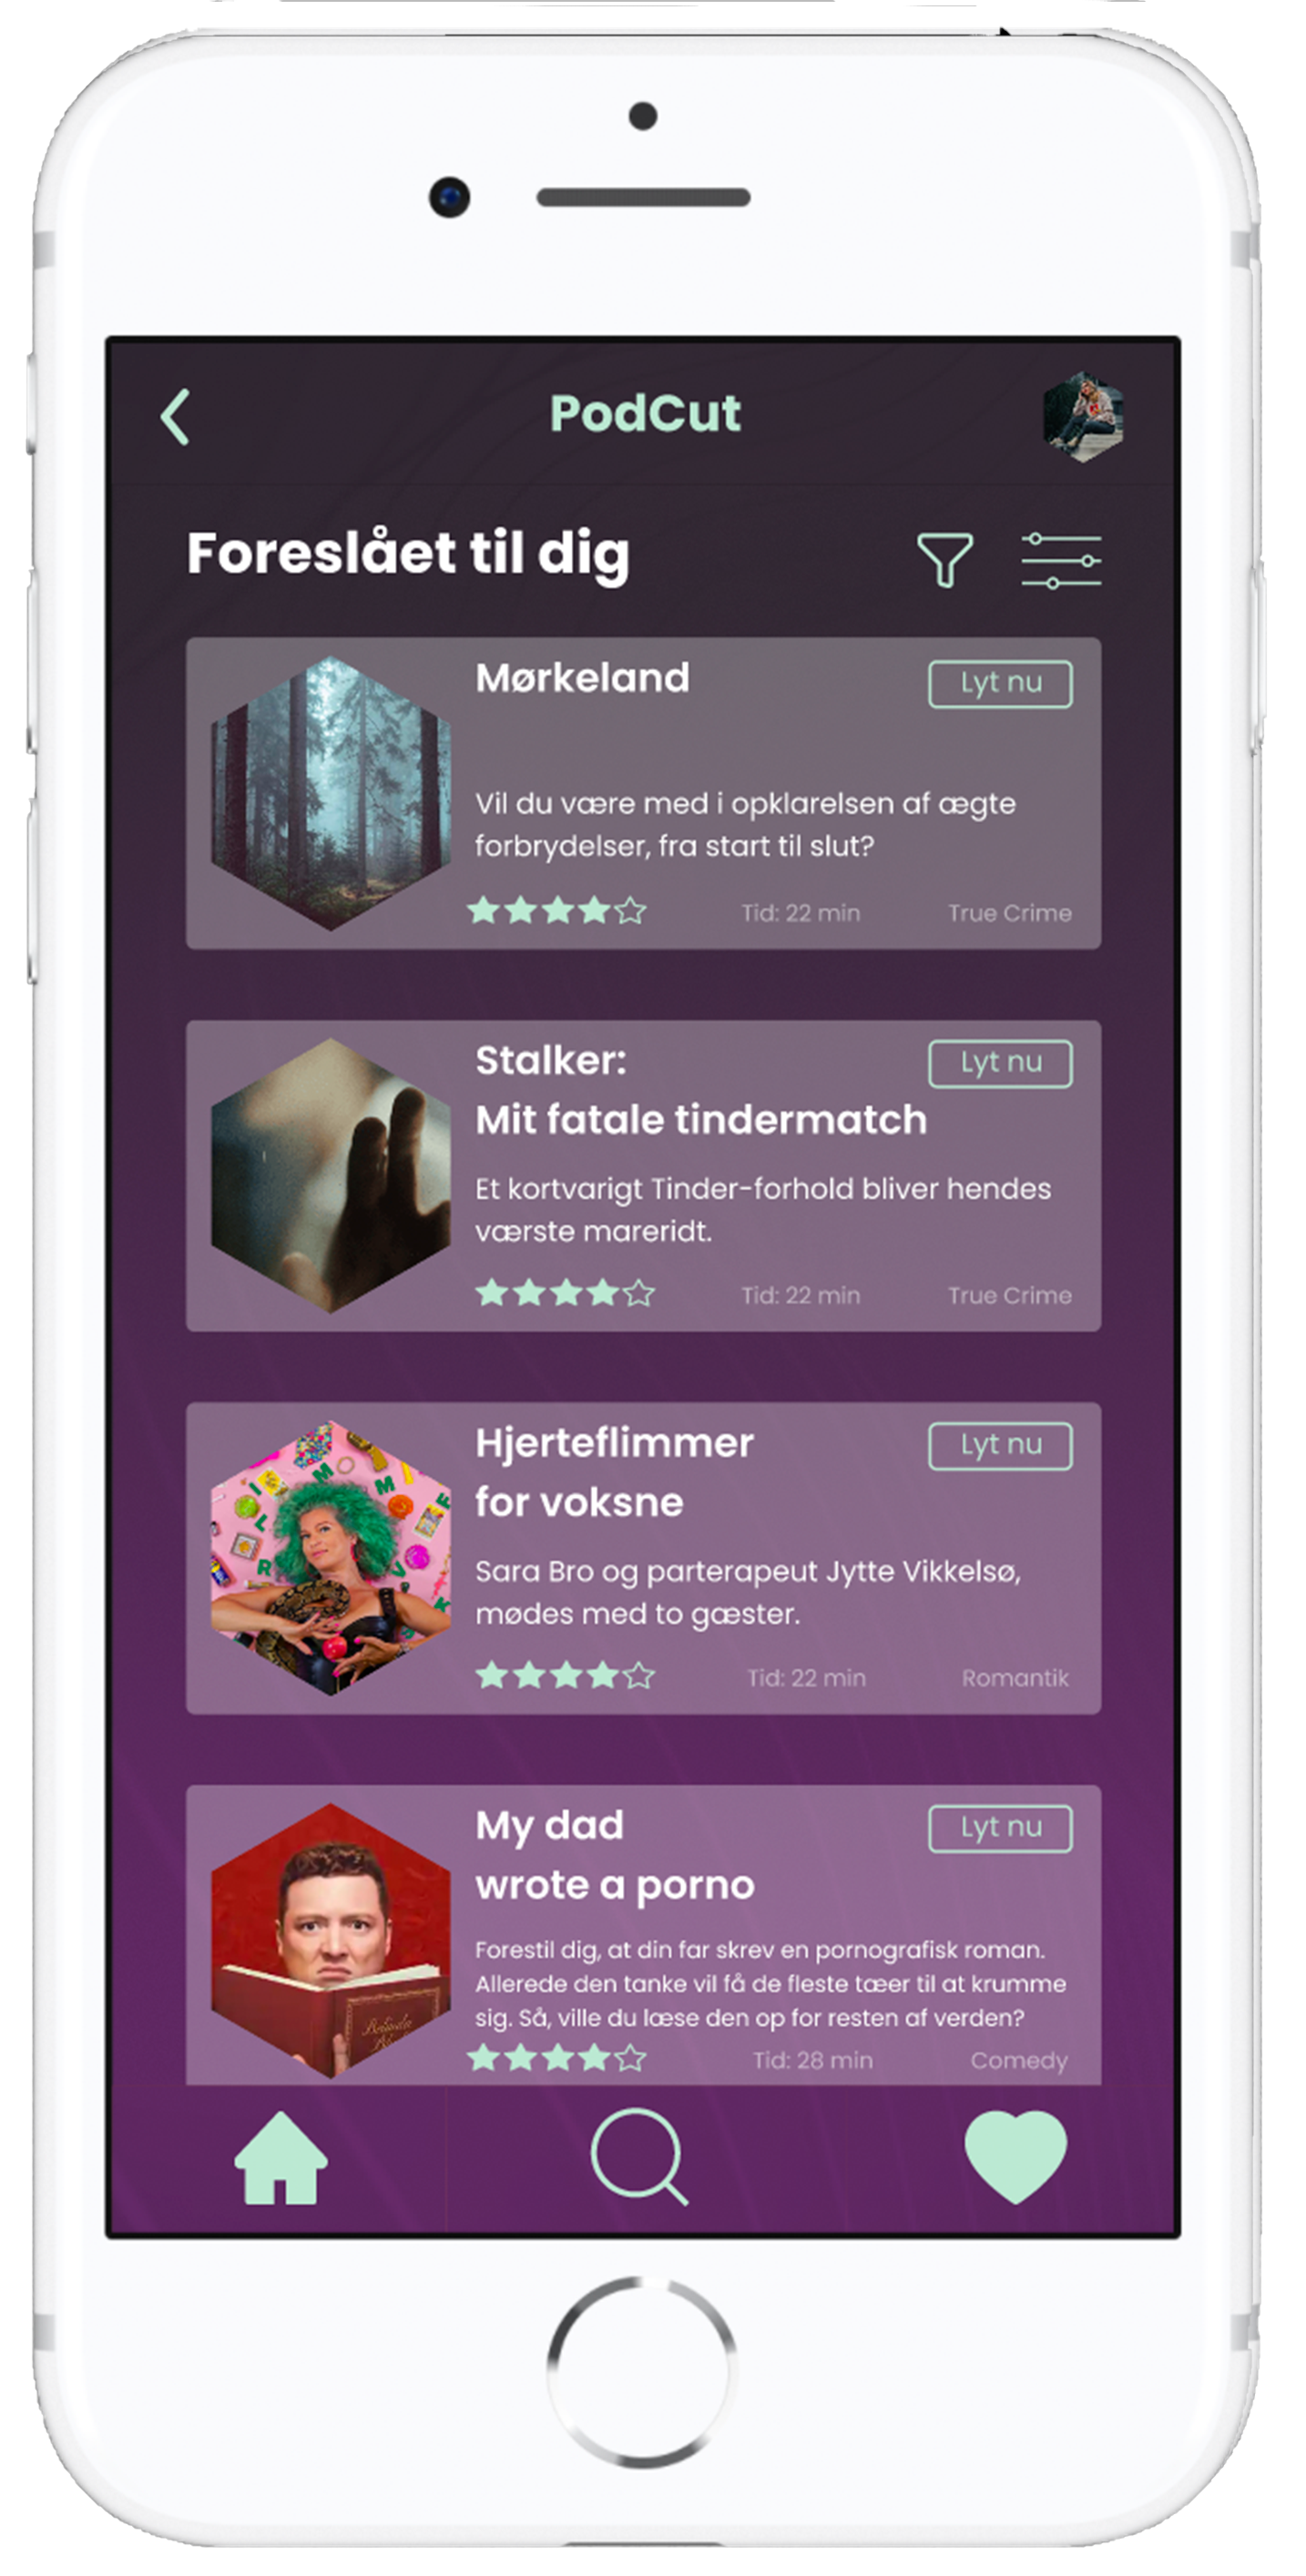 PodCut
Foreslået til dig
Mørkeland
Lyt nu
Vil du være med i opklarelsen af ægte
forbrydelser, fra start til slut?
Tid: 22 min
True Crime
Stalker:
Lyt nu
Mit fatale tindermatch
Et kortvarigt Tinder-forhold bliver hendes
værste mareridt.
Tid: 22 min
True Crime
Hjerteflimmer
Lyt nu
for voksne
Sara Bro og parterapeut Jytte Vikkelsø,
mødes med to gæster.
Tid: 22 min
Romantik
My dad
Lyt nu
wrote a porno
Forestil dig, at din far skrev en pornografisk roman.
Allerede den tanke vil få de fleste tæer til at krumme
sig. Så, ville du læse den op for resten af verden?
Tid: 28 min
Comedy